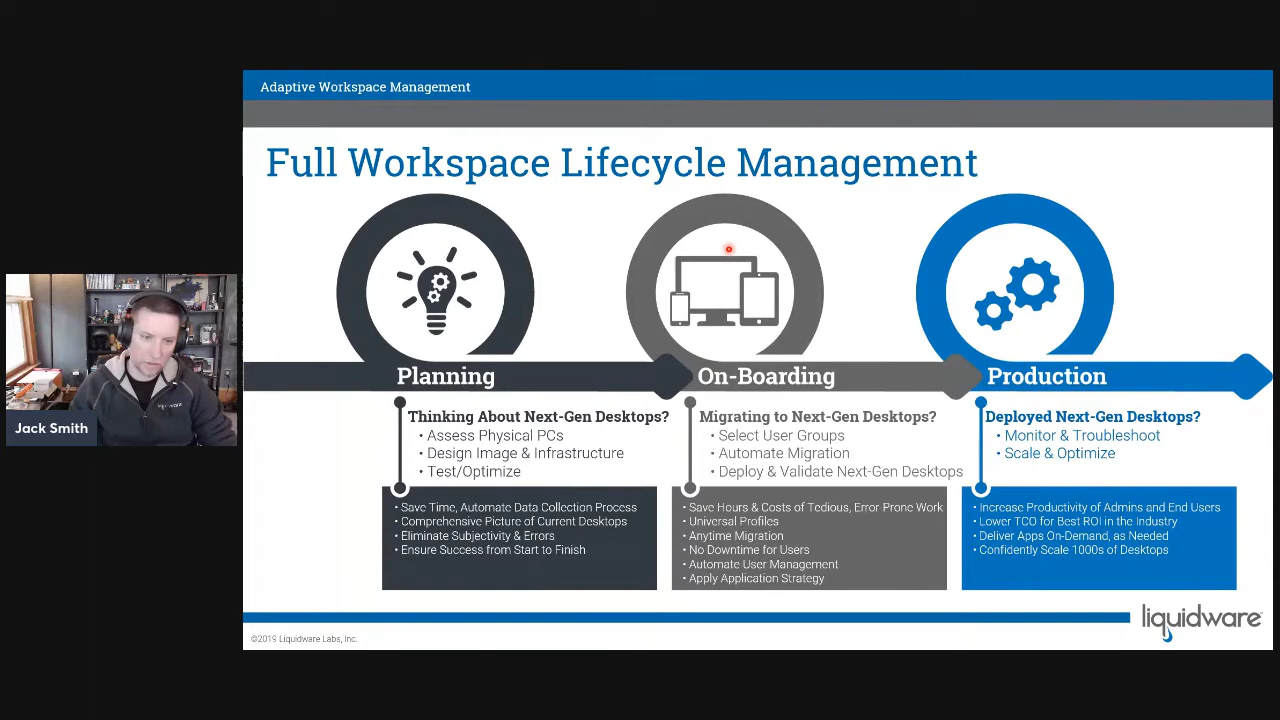 Adaptive Workspace Management
Full Workspace Lifecycle Management
Planning
Thinking About Next-Gen Desktops?
• Assess Physical PCs
• Design Image & Infrastructure
• Test/Optimize
• Save Time, Automate Data Collection Process
• Comprehensive Picture of Current Desktops
• Eliminate Subjectivity & Errors
• Ensure Success from Start to Finish
On-Boarding
Migrating to Next-Gen Desktops?
• Select User Groups
• Automate Migration
• Deploy & Validate Next-Gen Desktops
• Save Hours & Costs of Tedious, Error Prone Work
• Universal Profiles
• Anytime Migration
• No Downtime for Users
• Automate User Management
• Apply Application Strategy
Production
Deployed Next-Gen Desktops?
• Monitor & Troubleshoot
• Scale & Optimize
• Increase Productivity of Admins and End Users
• Lower TCO for Best ROI in the Industry
• Deliver Apps On-Demand, as Needed
• Confidently Scale 1000s of Desktops
Jack Smith
©2019 Liquidware Labs, Inc.
liquidware